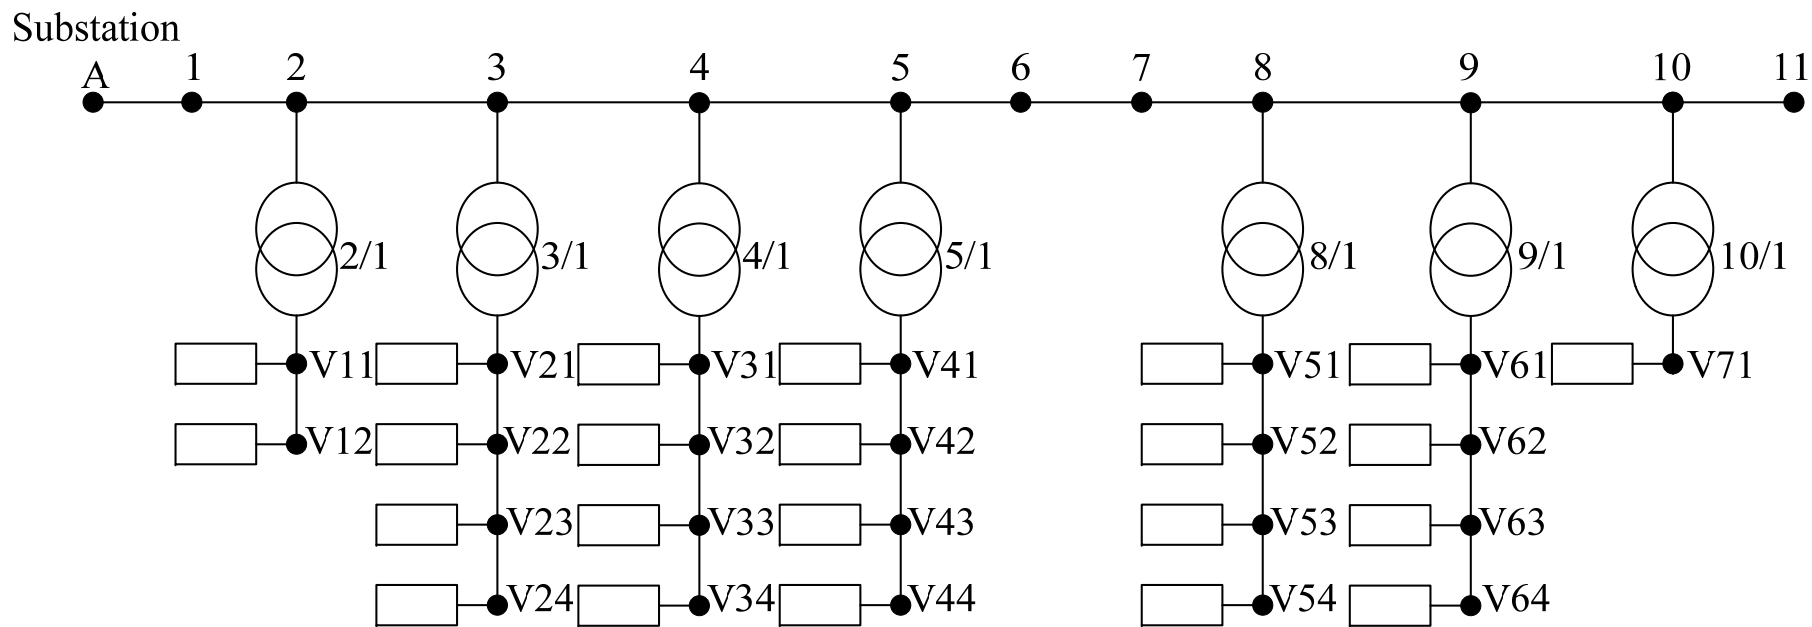 Substation
A 1 2 3 4 5 6 7 8 9 10 11
2/1 3/1 4/1 5/1 8/1 9/1 10/1
V11 V21 V31 V41 V51 V61 V71
V12 V22 V32 V42 V52 V62
V23 V33 V43 V53 V63
V24 V34 V44 V54 V64